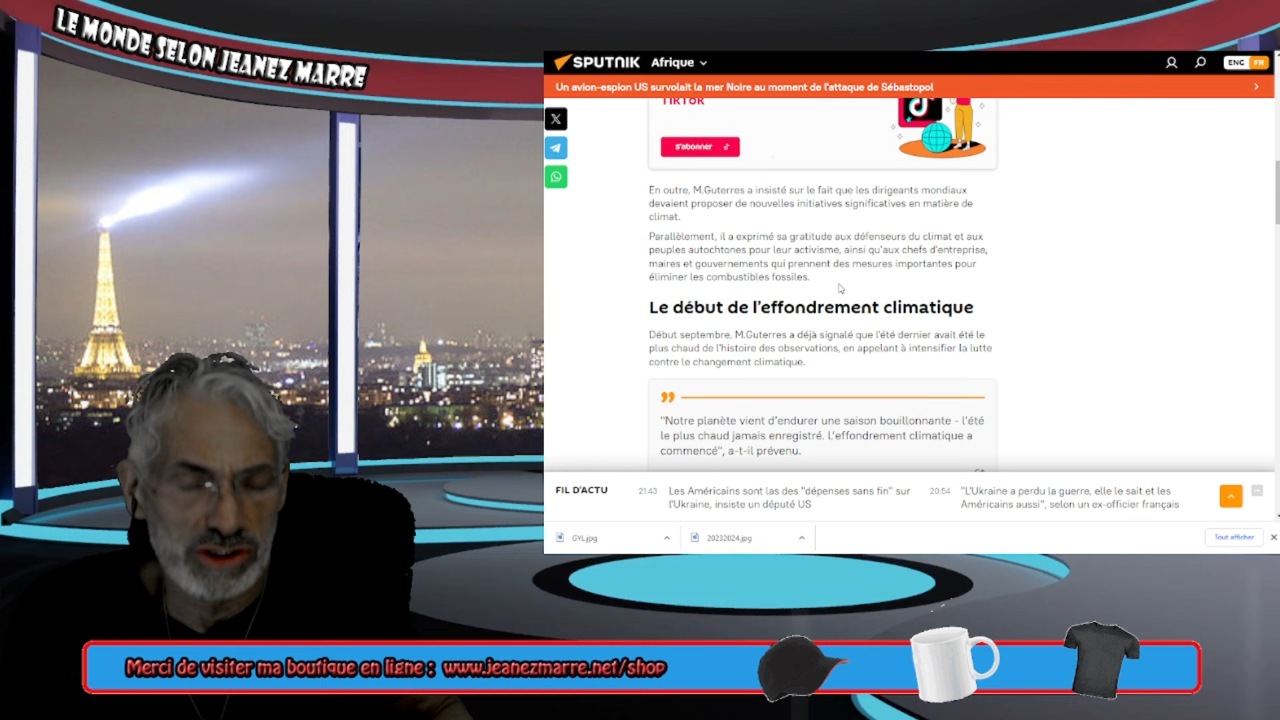 LE MONDE SELON JEANEZ MARRE
SPUTNIK Afrique
ENG FR
Un avion-espion US survolait la mer Noire au moment de l'attaque de Sébastopol
TIKTOK
S'abonner
En outre, M.Guterres a insisté sur le fait que les dirigeants mondiaux
devaient proposer de nouvelles initiatives significatives en matière de
climat.
Parallèlement, il a exprimé sa gratitude aux défenseurs du climat et aux
peuples autochtones pour leur activisme, ainsi qu'aux chefs d'entreprise,
maires et gouvernements qui prennent des mesures importantes pour
éliminer les combustibles fossiles.
Le début de l'effondrement climatique
Début septembre, M.Guterres a déjà signalé que l'été dernier avait été le
plus chaud de l'histoire des observations, en appelant à intensifier la lutte
contre le changement climatique.
"Notre planète vient d'endurer une saison bouillonnante - l'été
le plus chaud jamais enregistré. L'effondrement climatique a
commencé", a-t-il prévenu.
FIL D'ACTU
21:43 Les Américains sont las des "dépenses sans fin" sur
l'Ukraine, insiste un député US
20:54 "L'Ukraine a perdu la guerre, elle le sait et les
Américains aussi", selon un ex-officier français
GYL.jpg
20232024.jpg
Tout afficher
Merci de visiter ma boutique en ligne : www.jeanezmarre.net/shop